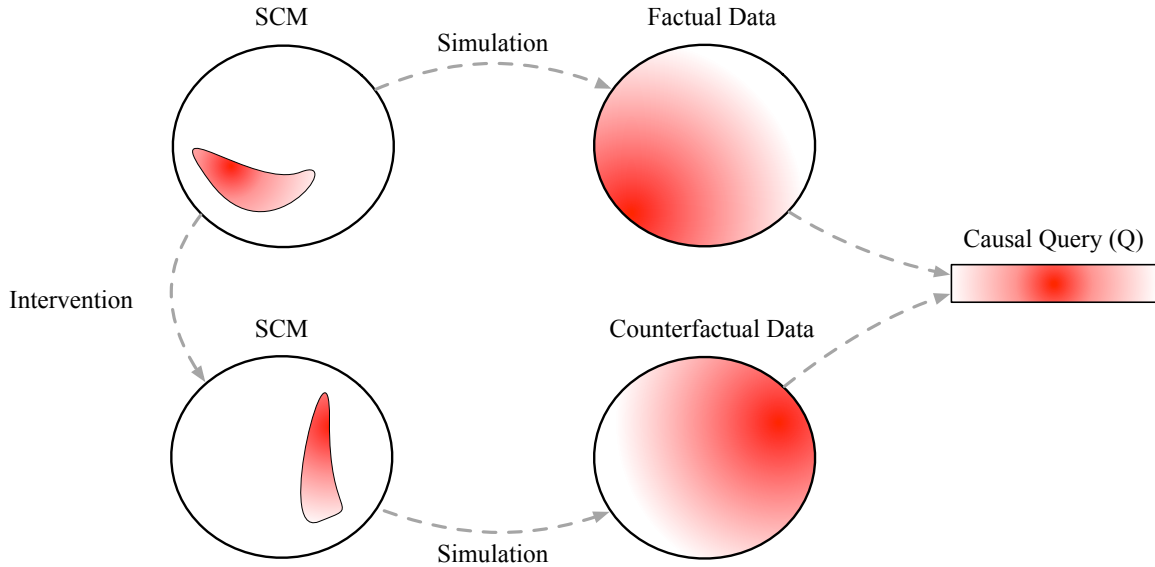 SCM
Simulation
Factual Data
Causal Query (Q)
Intervention
SCM
Counterfactual Data
Simulation